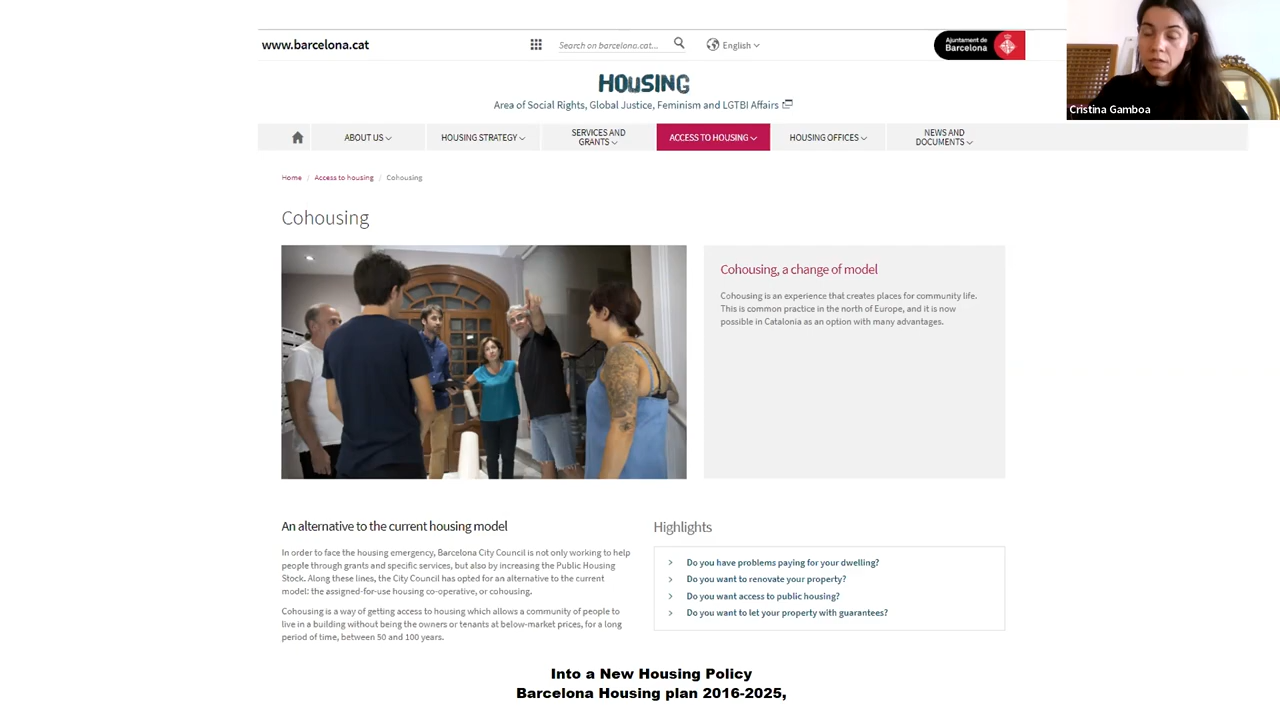 www.barcelona.cat
Search on barcelona.cat...
English
Ajuntament de
Barcelona
Cristina Gamboa
HOUSING
Area of Social Rights, Global Justice, Feminism and LGTBI Affairs
ABOUT US
HOUSING STRATEGY
SERVICES AND
GRANTS
ACCESS TO HOUSING
HOUSING OFFICES
NEWS AND
DOCUMENTS
Home / Access to housing / Cohousing
Cohousing
Cohousing, a change of model
Cohousing is an experience that creates places for community life.
This is common practice in the north of Europe, and it is now
possible in Catalonia as an option with many advantages.
An alternative to the current housing model
In order to face the housing emergency, Barcelona City Council is not only working to help
people through grants and specific services, but also by increasing the Public Housing
Stock. Along these lines, the City Council has opted for an alternative to the current
model: the assigned-for-use housing co-operative, or cohousing.
Cohousing is a way of getting access to housing which allows a community of people to
live in a building without being the owners or tenants at below-market prices, for a long
period of time, between 50 and 100 years.
Highlights
Do you have problems paying for your dwelling?
Do you want to renovate your property?
Do you want access to public housing?
Do you want to let your property with guarantees?
Into a New Housing Policy
Barcelona Housing plan 2016-2025,